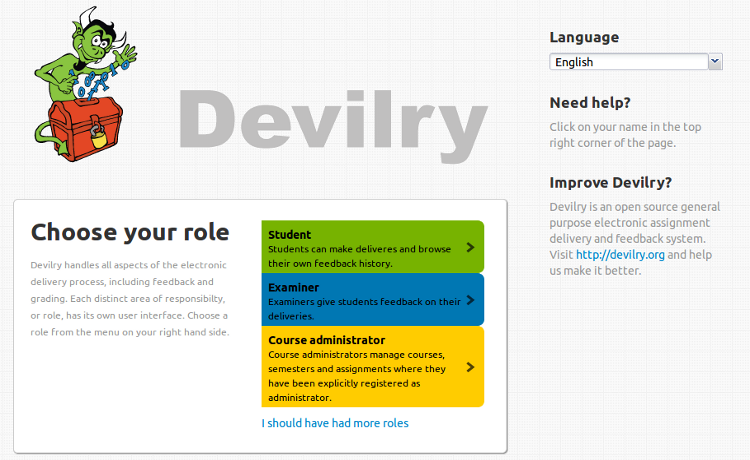 Devilry
Choose your role
Devilry handles all aspects of the electronic
delivery process, including feedback and
grading. Each distinct area of responsibilty,
or role, has its own user interface. Choose a
role from the menu on your right hand side.
Student
Students can make deliveres and browse
their own feedback history.
Examiner
Examiners give students feedback on their
deliveries.
Course administrator
Course administrators manage courses,
semesters and assignments where they
have been explicitly registered as
administrator.
I should have had more roles
Language
English
Need help?
Click on your name in the top
right corner of the page.
Improve Devilry?
Devilry is an open source general
purpose electronic assignment
delivery and feedback system.
Visit http://devilry.org and help
us make it better.